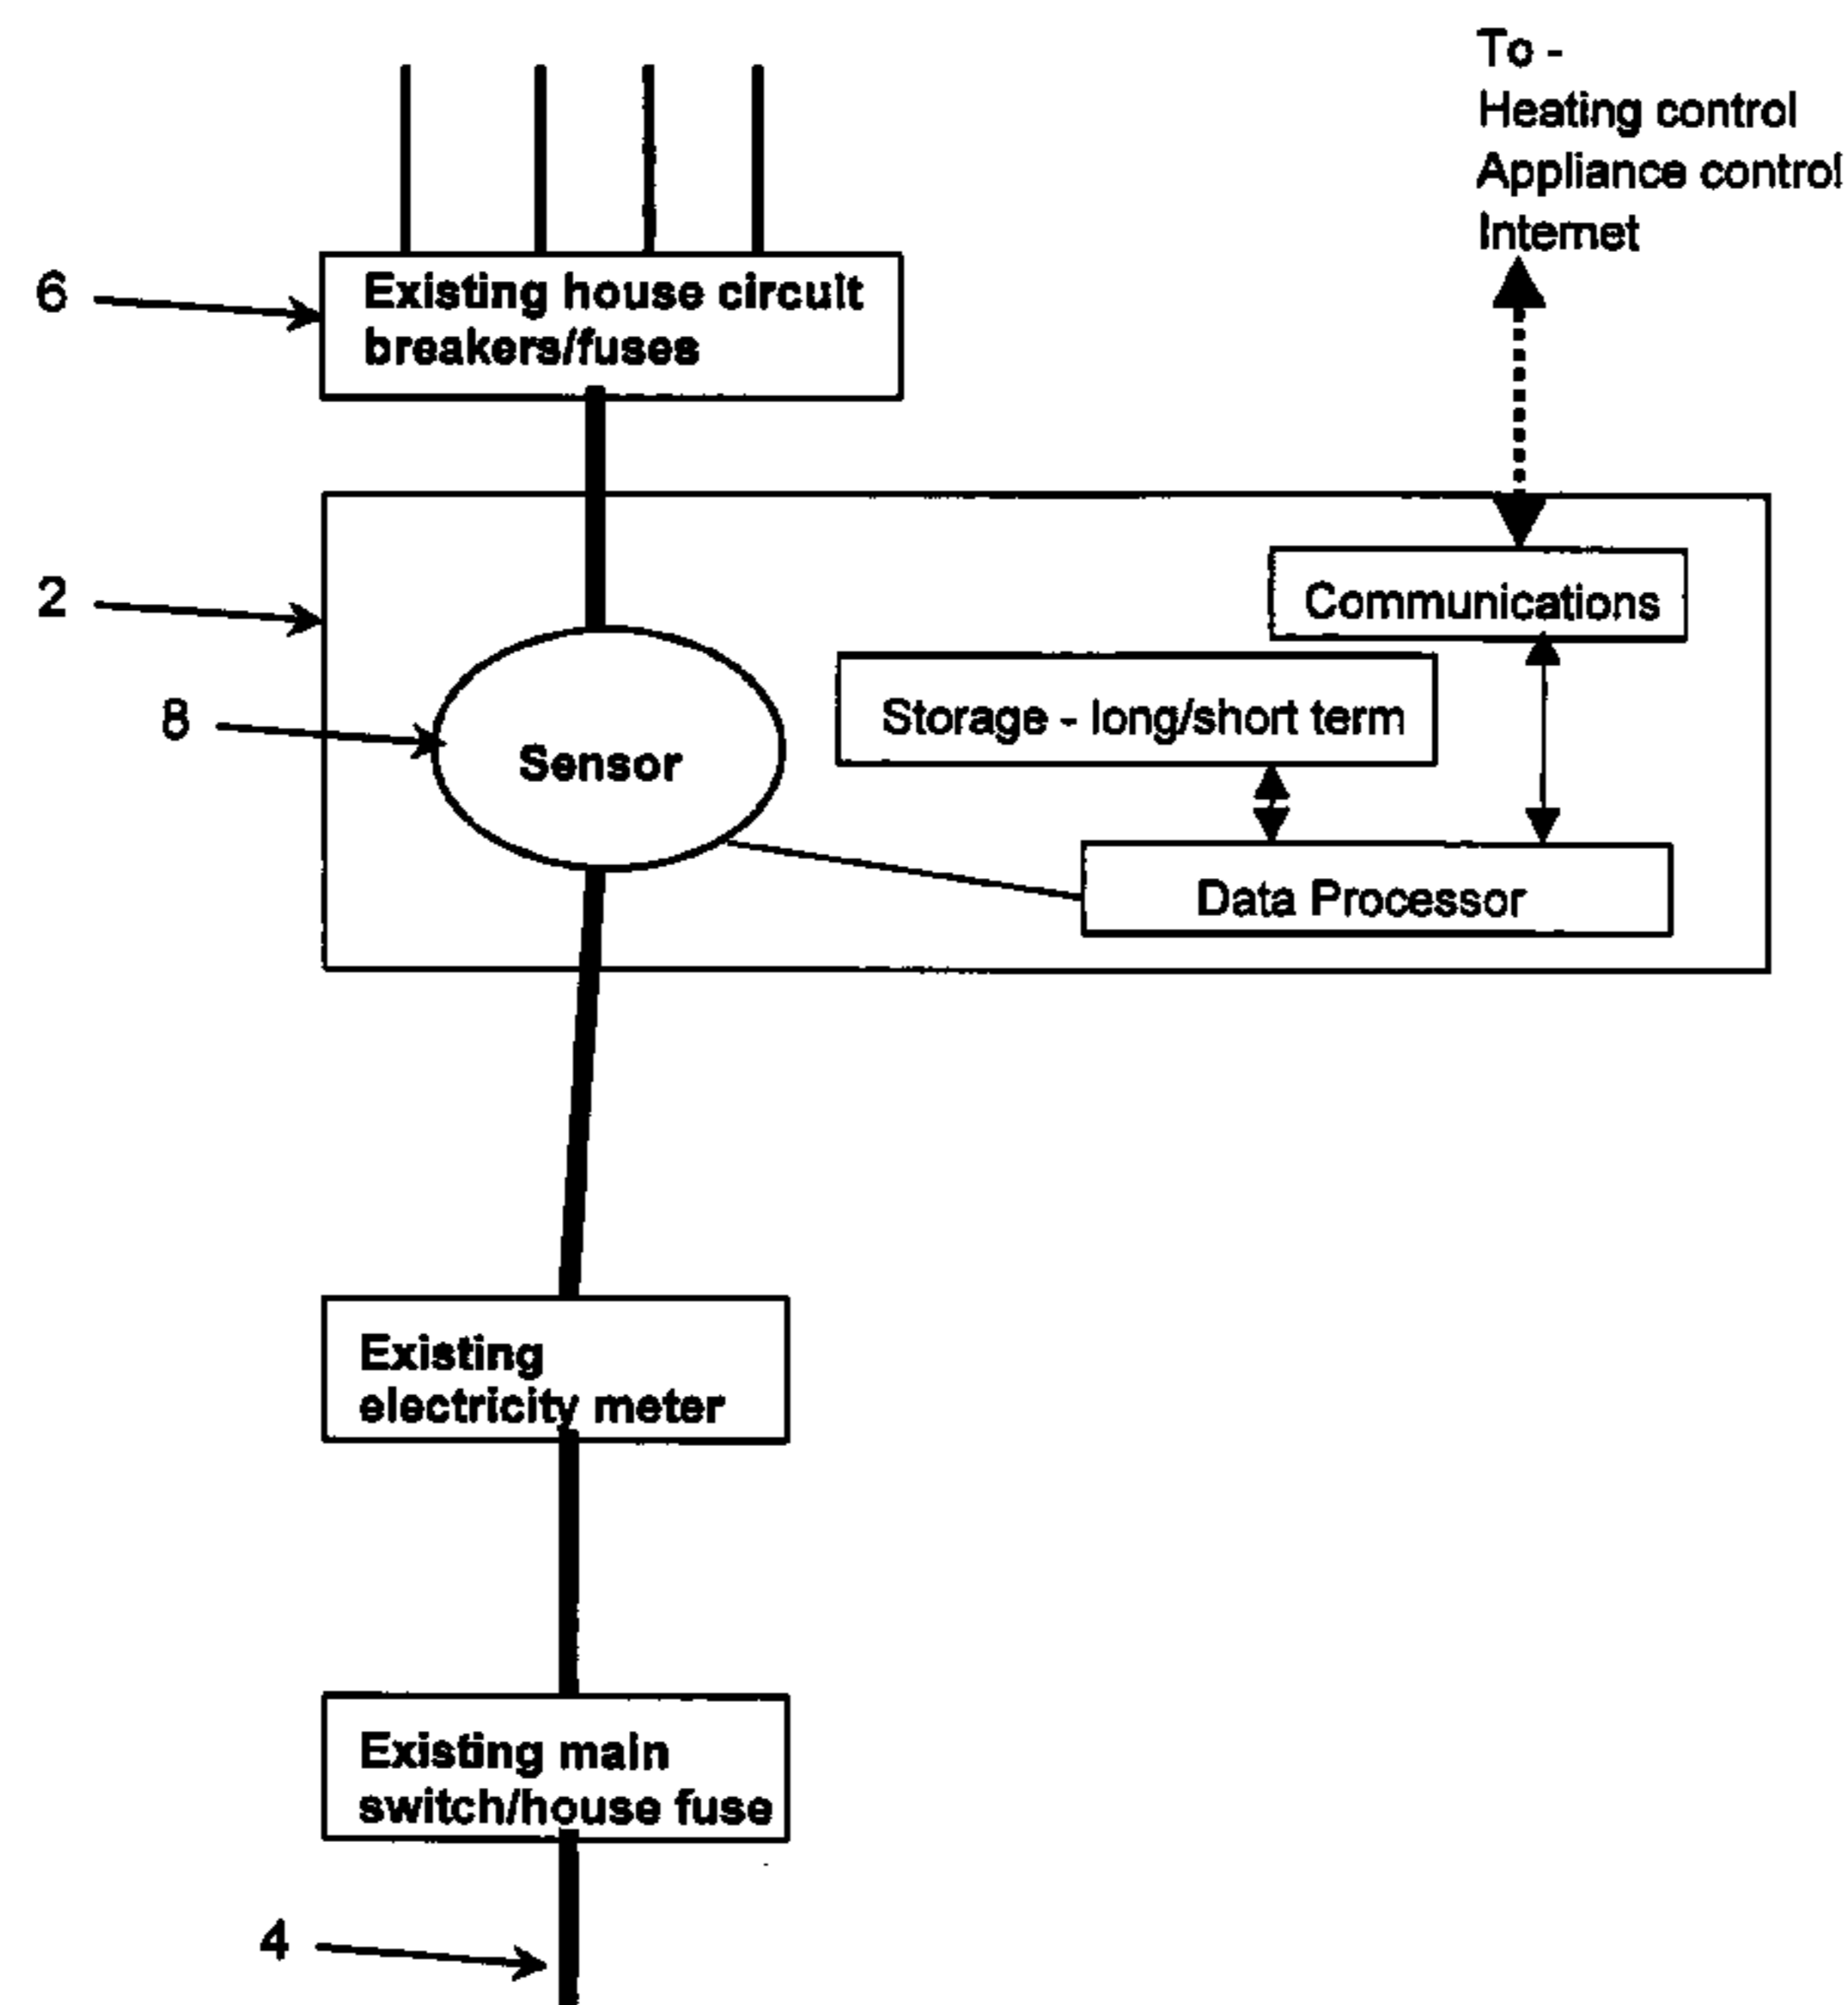 To -
Heating control
Appliance control
Internet
6
Existing house circuit
breakers/fuses
2
Communications
8
Storage - long/short term
Sensor
Data Processor
Existing
electricity meter
Existing main
switch/house fuse
4